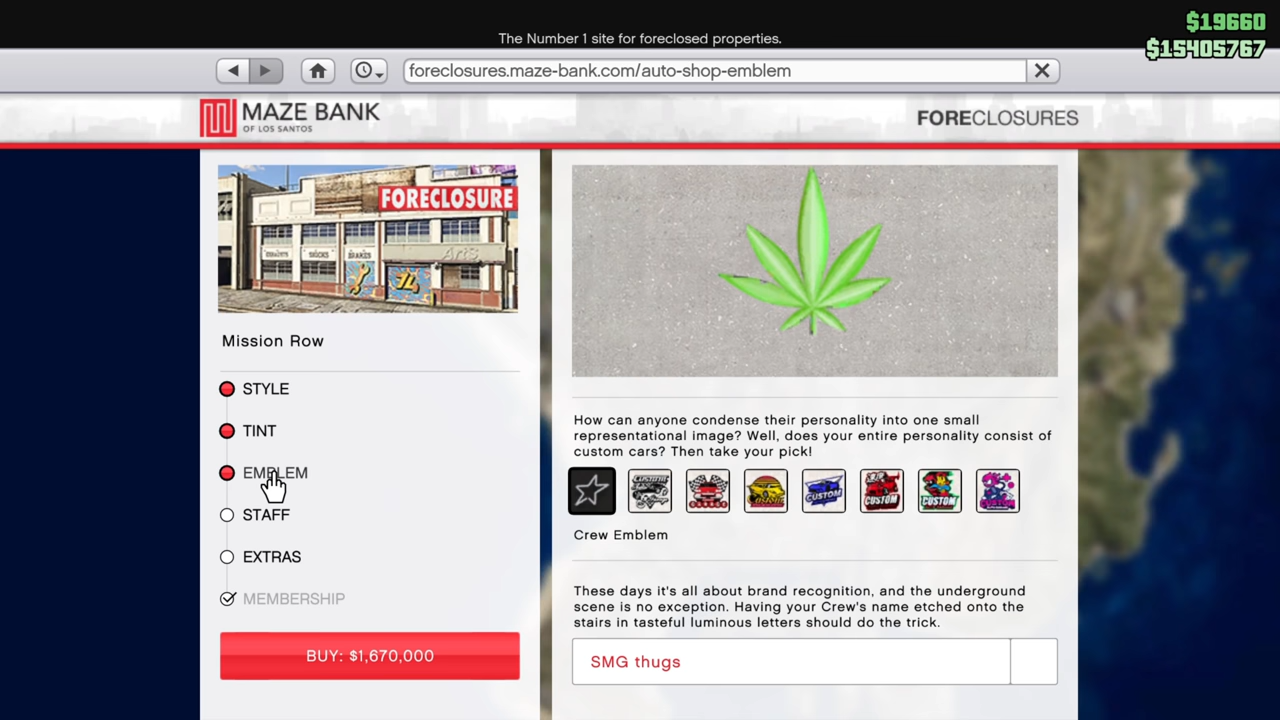 $19660
The Number 1 site for foreclosed properties.
$15405767
foreclosures.maze-bank.com/auto-shop-emblem
MAZE BANK
OF LOS SANTOS
FORECLOSURES
FORECLOSURE
BRAKES
Mission Row
STYLE
TINT
EMBLEM
STAFF
EXTRAS
MEMBERSHIP
BUY: $1,670,000
How can anyone condense their personality into one small
representational image? Well, does your entire personality consist of
custom cars? Then take your pick!
CUSTOM
CUSTOM
CUSTOM
Crew Emblem
These days it's all about brand recognition, and the underground
scene is no exception. Having your Crew's name etched onto the
stairs in tasteful luminous letters should do the trick.
SMG thugs